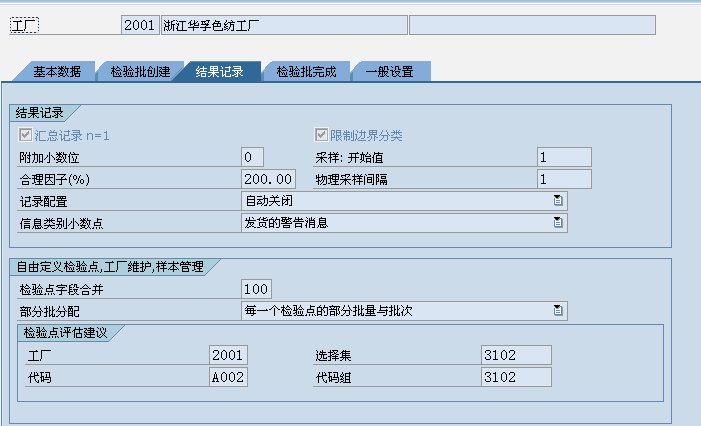 工厂 2001 浙江华孚色纺工厂
基本数据 检验批创建 结果记录 检验批完成 一般设置
结果记录
汇总记录 n=1 限制边界分类
附加小数位 0 采样: 开始值 1
合理因子(%) 200.00 物理采样间隔 1
记录配置 自动关闭
信息类别小数点 发货的警告消息
自由定义检验点,工厂维护,样本管理
检验点字段合并 100
部分批分配 每一个检验点的部分批量与批次
检验点评估建议
工厂 2001 选择集 3102
代码 A002 代码组 3102